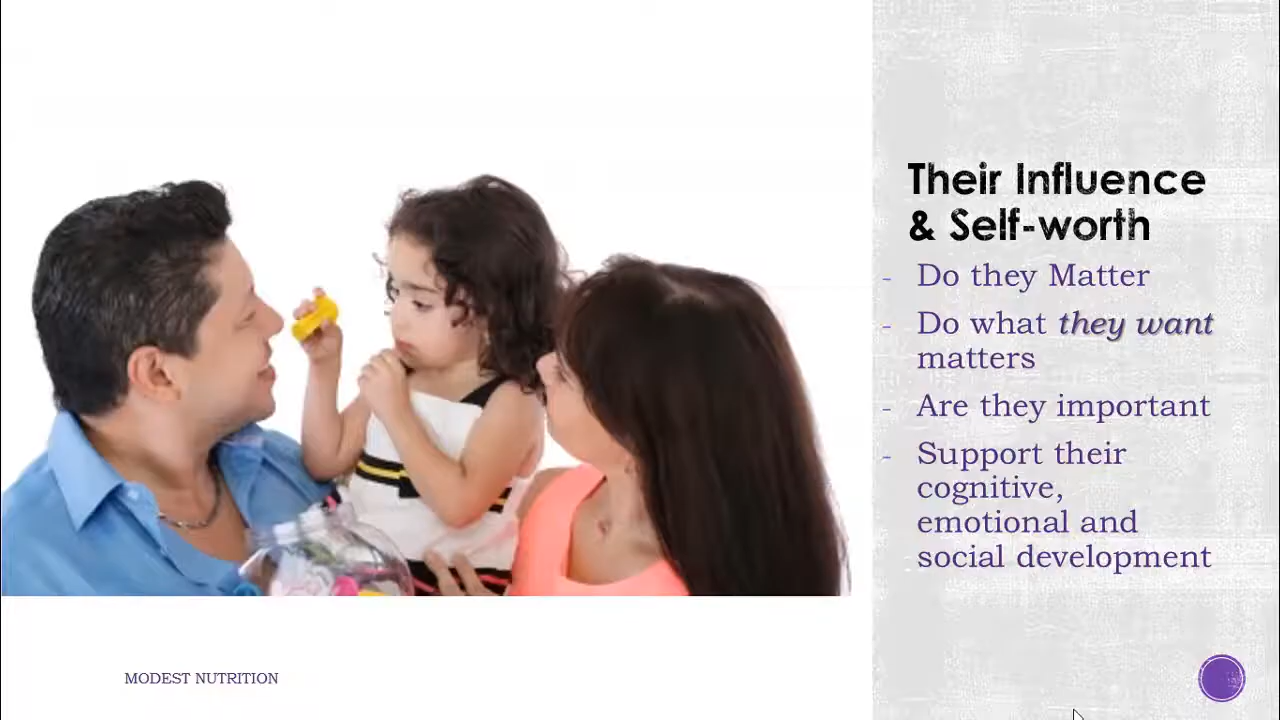 Their Influence
& Self-worth
- Do they Matter
- Do what they want
matters
- Are they important
- Support their
cognitive,
emotional and
social development
MODEST NUTRITION